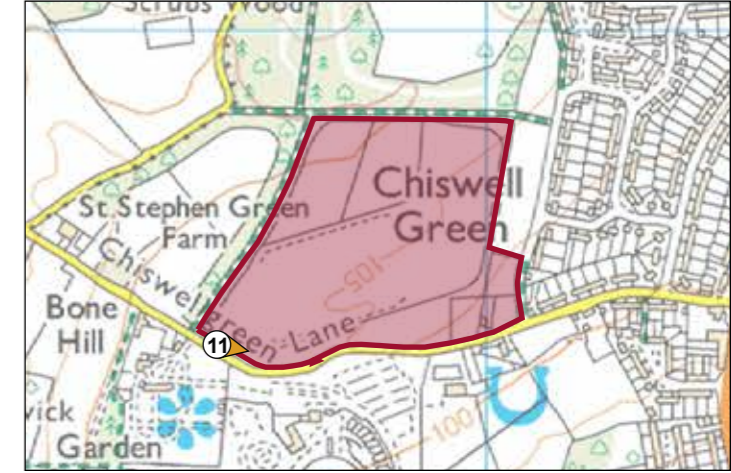 Scrubs Wood
Chiswell
Green
St Stephen Green
Farm
105
Chiswell Green Lane
Bone
Hill
11
wick
Garden
100